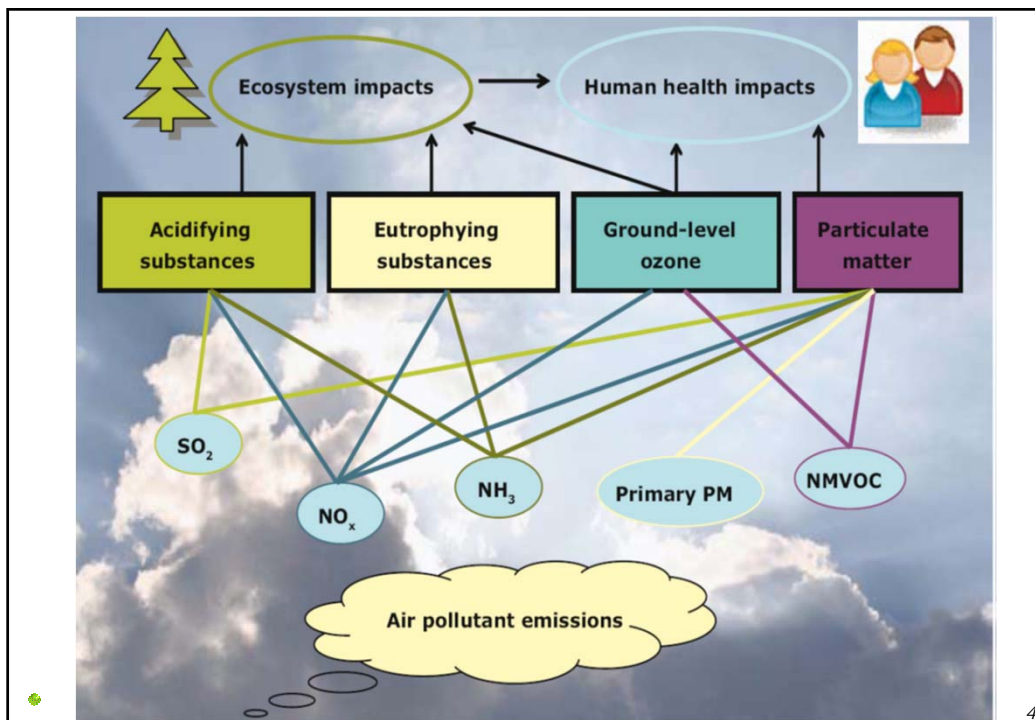 Ecosystem impacts
Human health impacts
Acidifying
substances
Eutrophying
substances
Ground-level
ozone
Particulate
matter
SO₂
NOₓ
NH₃
Primary PM
NMVOC
Air pollutant emissions
4